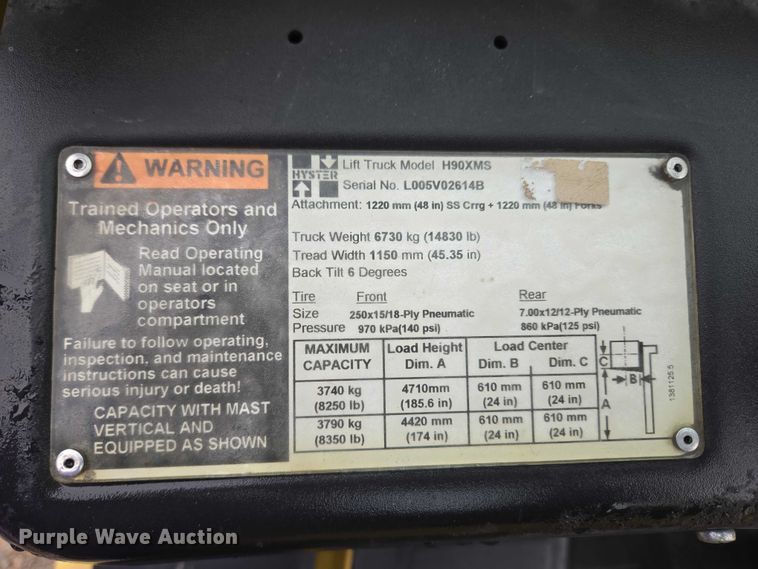 WARNING
Trained Operators and
Mechanics Only
Read Operating
Manual located
on seat or in
operators
compartment
Failure to follow operating,
inspection, and maintenance
instructions can cause
serious injury or death!
CAPACITY WITH MAST
VERTICAL AND
EQUIPPED AS SHOWN
HYSTER
Lift Truck Model H90XMS
Serial No. L005V02614B
Attachment: 1220 mm (48 in) SS Crrg + 1220 mm (48 in) Forks
Truck Weight 6730 kg (14830 lb)
Tread Width 1150 mm (45.35 in)
Back Tilt 6 Degrees
Tire Front Rear
Size 250x15/18-Ply Pneumatic 7.00x12/12-Ply Pneumatic
Pressure 970 kPa(140 psi) 860 kPa(125 psi)
MAXIMUM CAPACITY Load Height Dim. A Load Center Dim. B Dim. C
3740 kg 4710mm 610 mm 610 mm
(8250 lb) (185.6 in) (24 in) (24 in)
3790 kg 4420 mm 610 mm 610 mm
(8350 lb) (174 in) (24 in) (24 in)
C
B
A
1381125.5
Purple Wave Auction